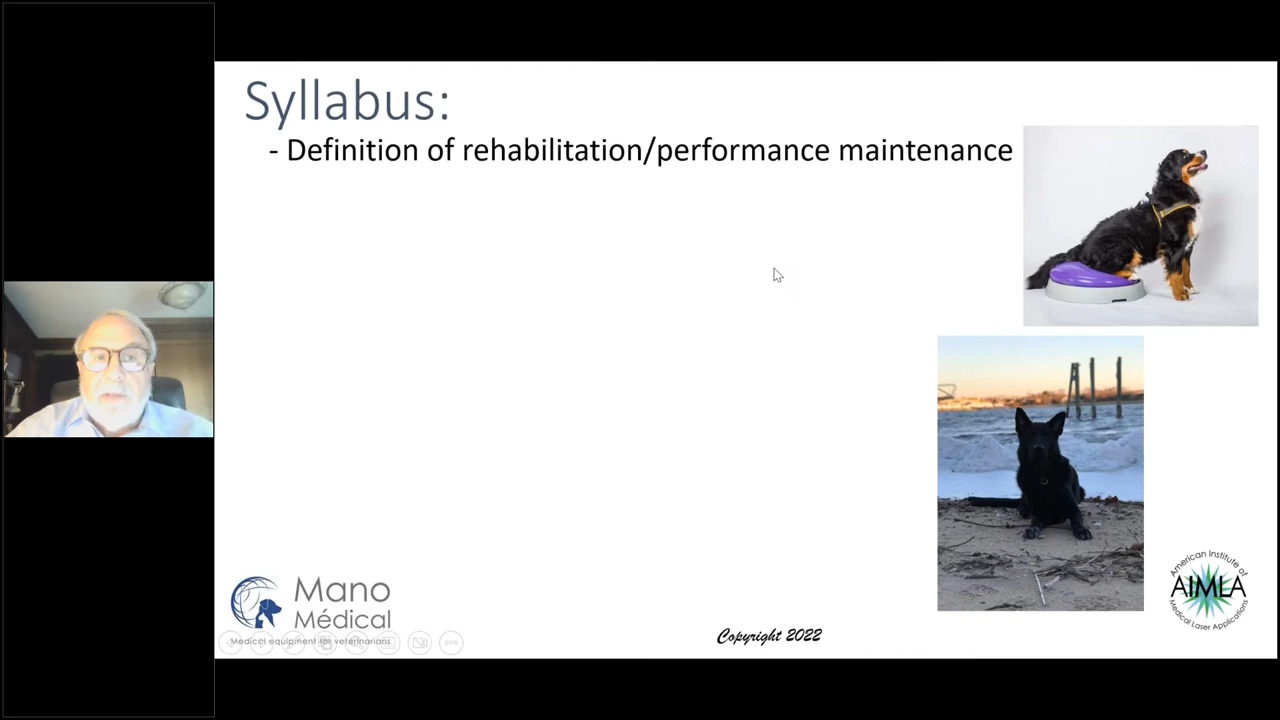 Syllabus:
- Definition of rehabilitation/performance maintenance
Mano
Médical
Medical equipment for veterinarians
Copyright 2022
American Institute of
AIMLA
Medical Laser Applications